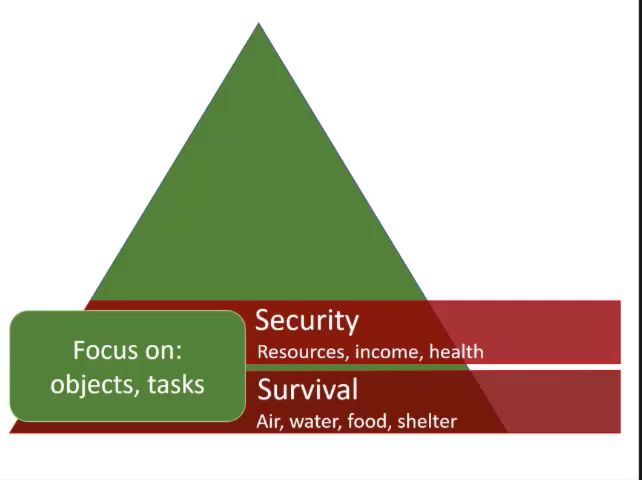 Security
Resources, income, health
Focus on:
objects, tasks
Survival
Air, water, food, shelter